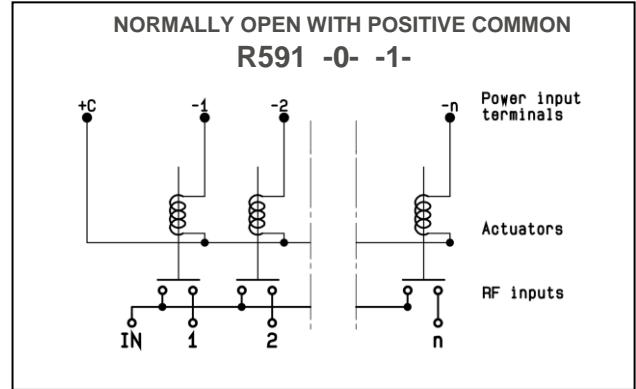 NORMALLY OPEN WITH POSITIVE COMMON
R591 -0- -1-
+C -1 -2 -n Power input
terminals
Actuators
RF inputs
IN 1 2 n